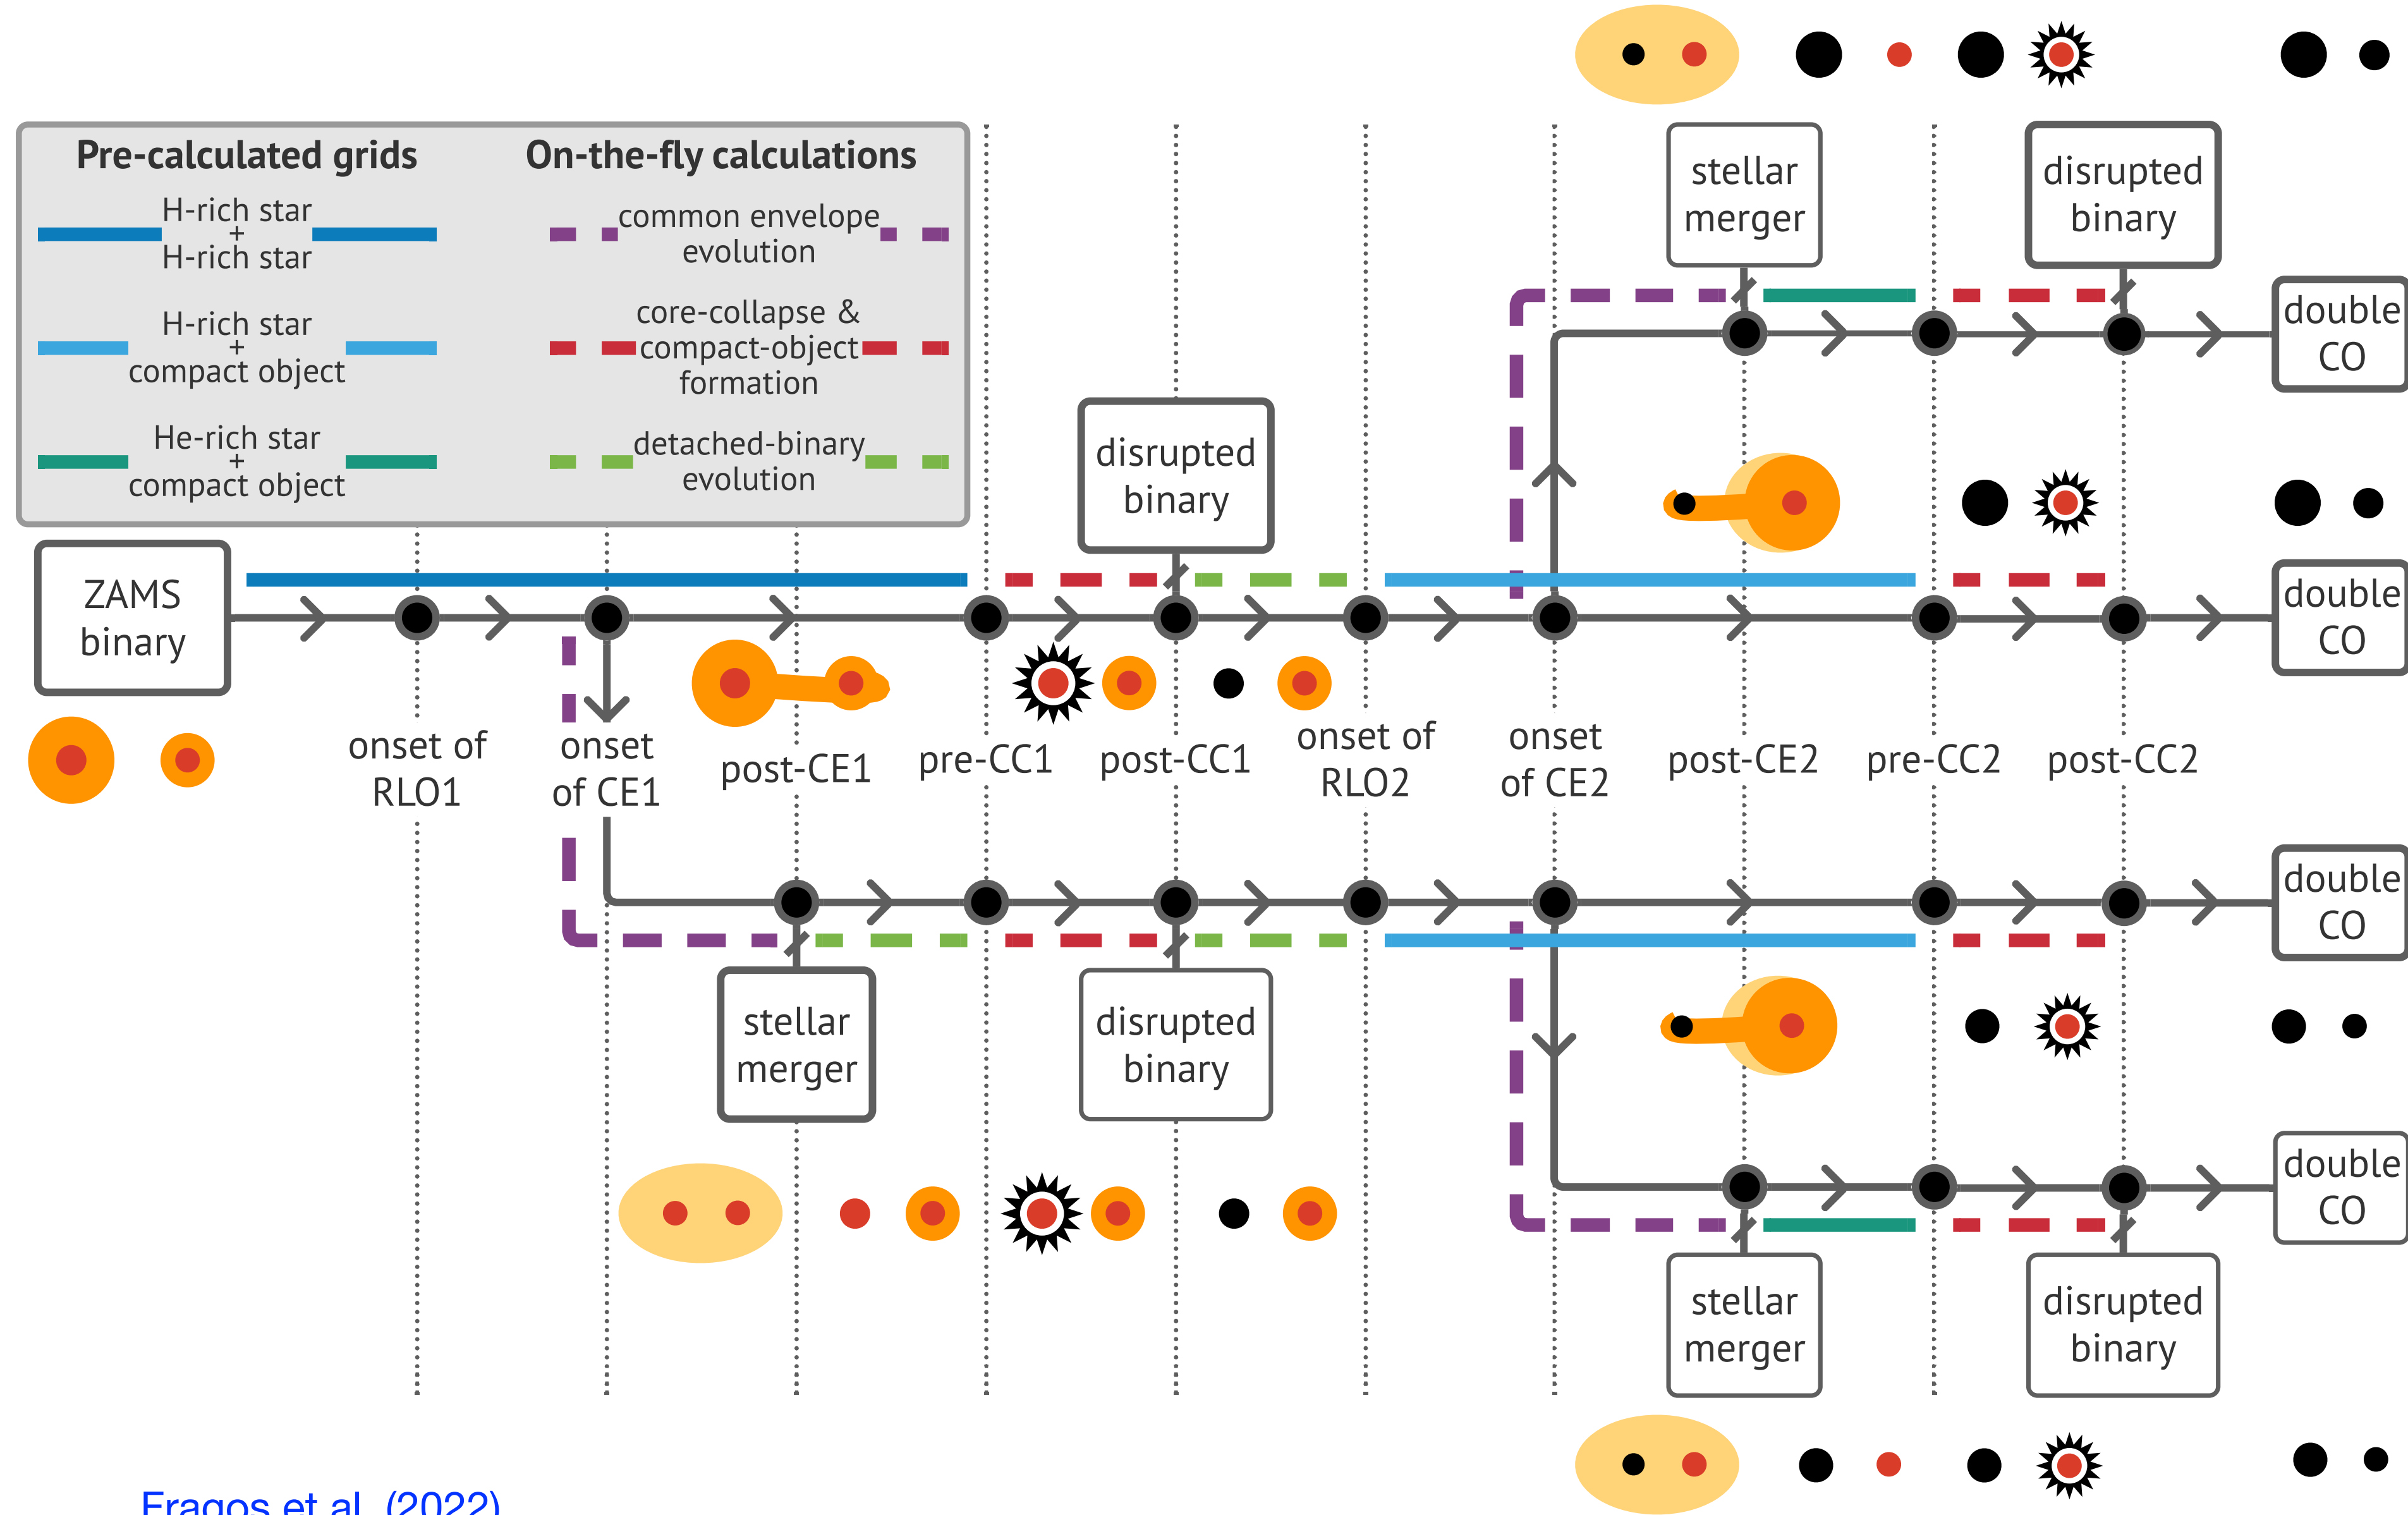 Pre-calculated grids
H-rich star
+
H-rich star
H-rich star
+
compact object
He-rich star
+
compact object
On-the-fly calculations
common envelope
evolution
core-collapse &
compact-object
formation
detached-binary
evolution
stellar
merger
disrupted
binary
double
CO
disrupted
binary
ZAMS
binary
double
CO
onset of
RLO1
onset
of CE1
post-CE1
pre-CC1
post-CC1
onset of
RLO2
onset
of CE2
post-CE2
pre-CC2
post-CC2
double
CO
stellar
merger
disrupted
binary
double
CO
stellar
merger
disrupted
binary
Fragos et al. (2022)